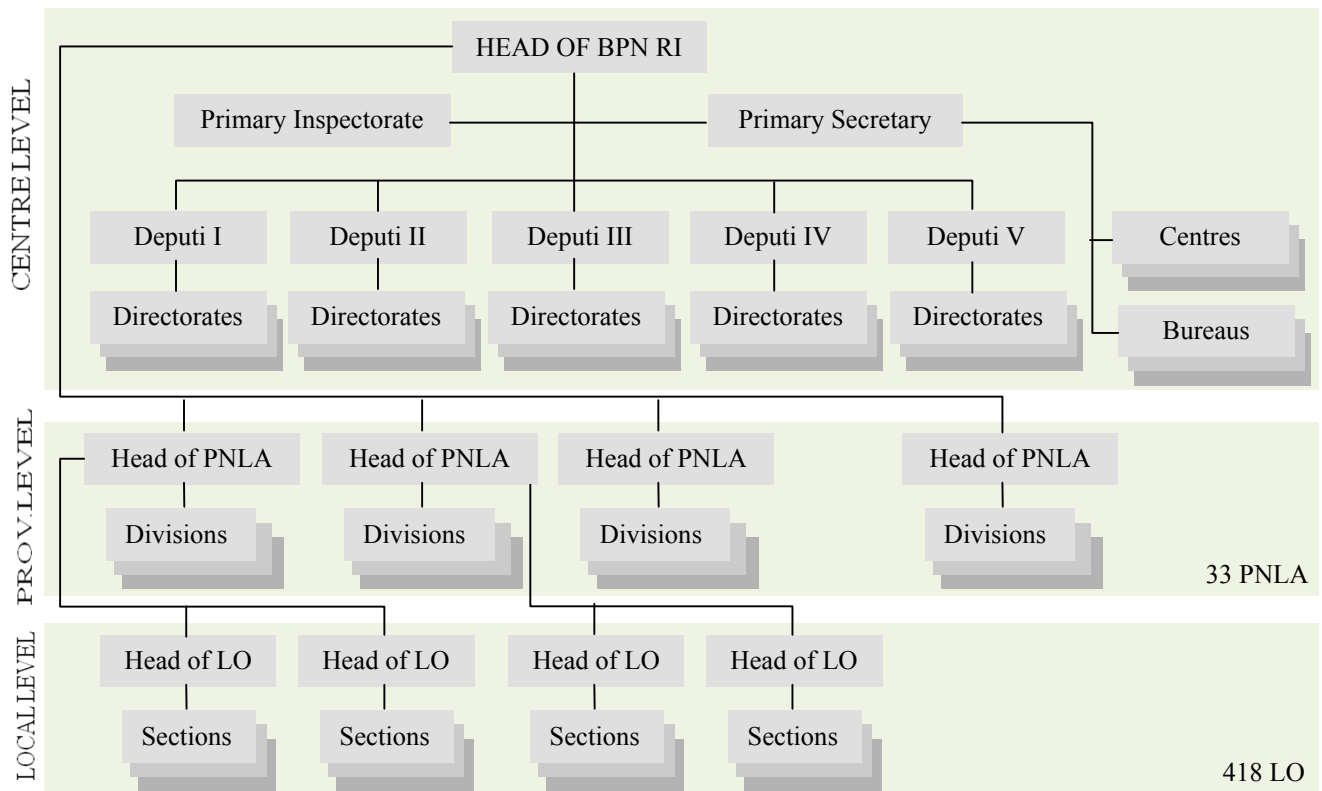 CENTRE LEVEL
HEAD OF BPN RI
Primary Inspectorate
Primary Secretary
Deputi I
Deputi II
Deputi III
Deputi IV
Deputi V
Centres
Directorates
Directorates
Directorates
Directorates
Directorates
Bureaus
PROV.LEVEL
Head of PNLA
Head of PNLA
Head of PNLA
Head of PNLA
Divisions
Divisions
Divisions
Divisions
33 PNLA
LOCAL LEVEL
Head of LO
Head of LO
Head of LO
Head of LO
Sections
Sections
Sections
Sections
418 LO